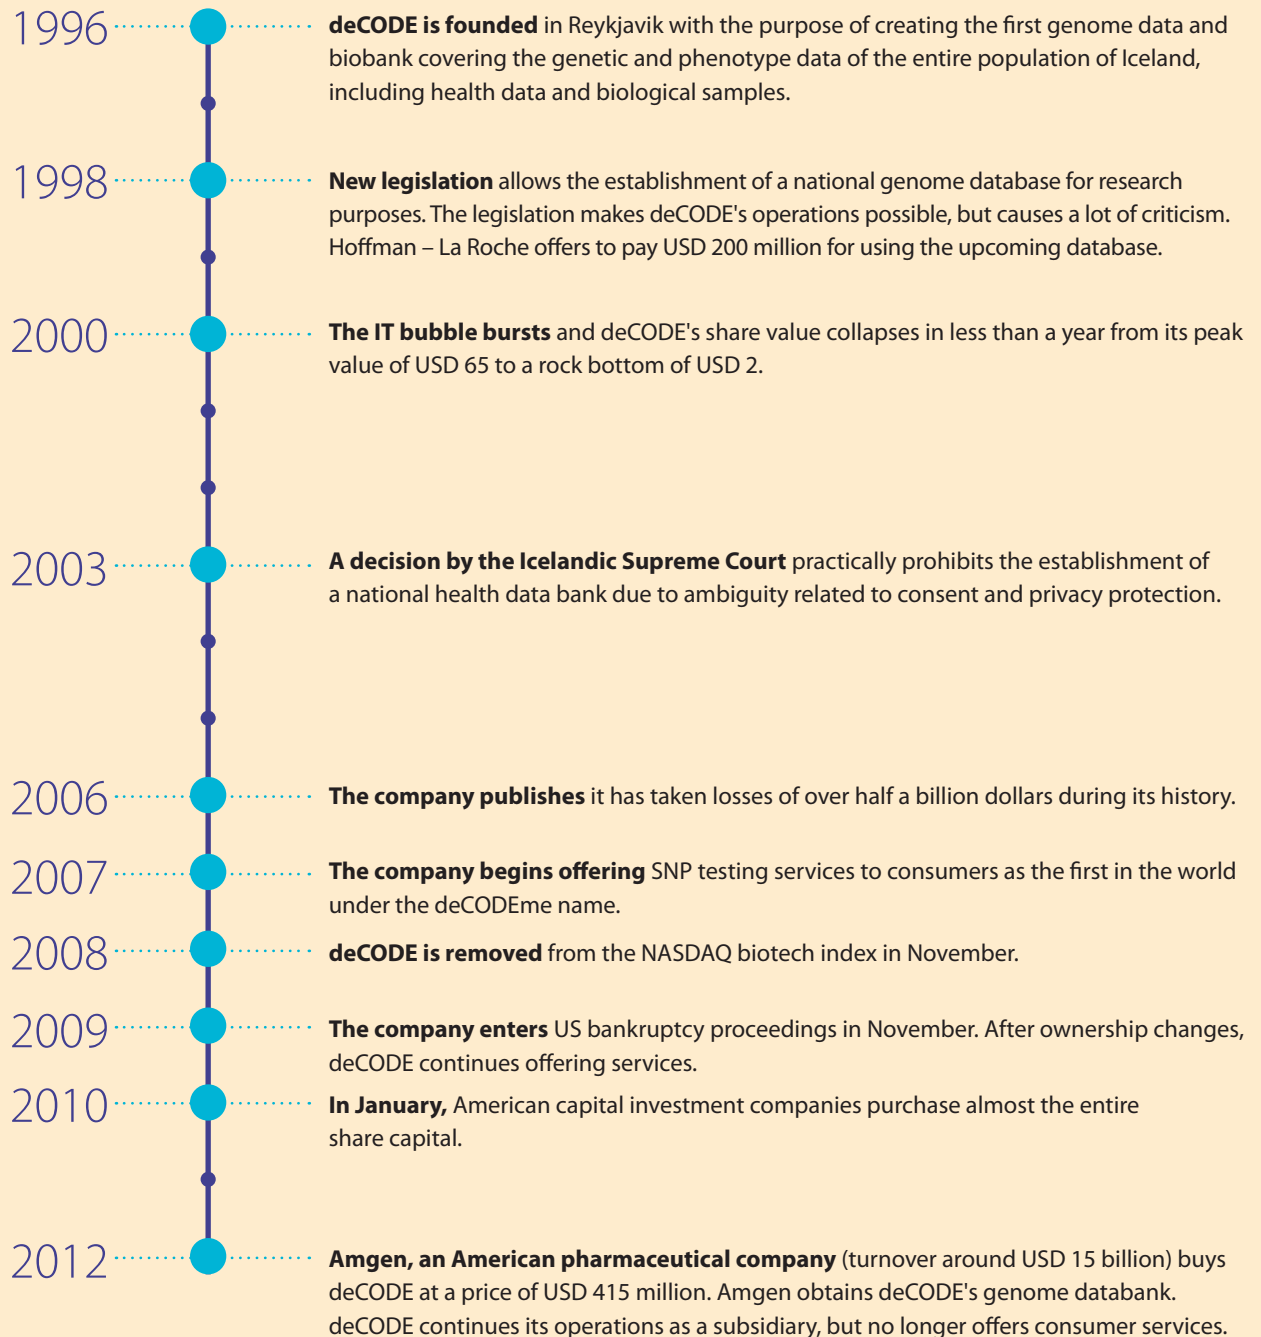 1996
deCODE is founded in Reykjavik with the purpose of creating the first genome data and
biobank covering the genetic and phenotype data of the entire population of Iceland,
including health data and biological samples.
1998
New legislation allows the establishment of a national genome database for research
purposes. The legislation makes deCODE's operations possible, but causes a lot of criticism.
Hoffman – La Roche offers to pay USD 200 million for using the upcoming database.
2000
The IT bubble bursts and deCODE's share value collapses in less than a year from its peak
value of USD 65 to a rock bottom of USD 2.
2003
A decision by the Icelandic Supreme Court practically prohibits the establishment of
a national health data bank due to ambiguity related to consent and privacy protection.
2006
The company publishes it has taken losses of over half a billion dollars during its history.
2007
The company begins offering SNP testing services to consumers as the first in the world
under the deCODEme name.
2008
deCODE is removed from the NASDAQ biotech index in November.
2009
The company enters US bankruptcy proceedings in November. After ownership changes,
deCODE continues offering services.
2010
In January, American capital investment companies purchase almost the entire
share capital.
2012
Amgen, an American pharmaceutical company (turnover around USD 15 billion) buys
deCODE at a price of USD 415 million. Amgen obtains deCODE's genome databank.
deCODE continues its operations as a subsidiary, but no longer offers consumer services.